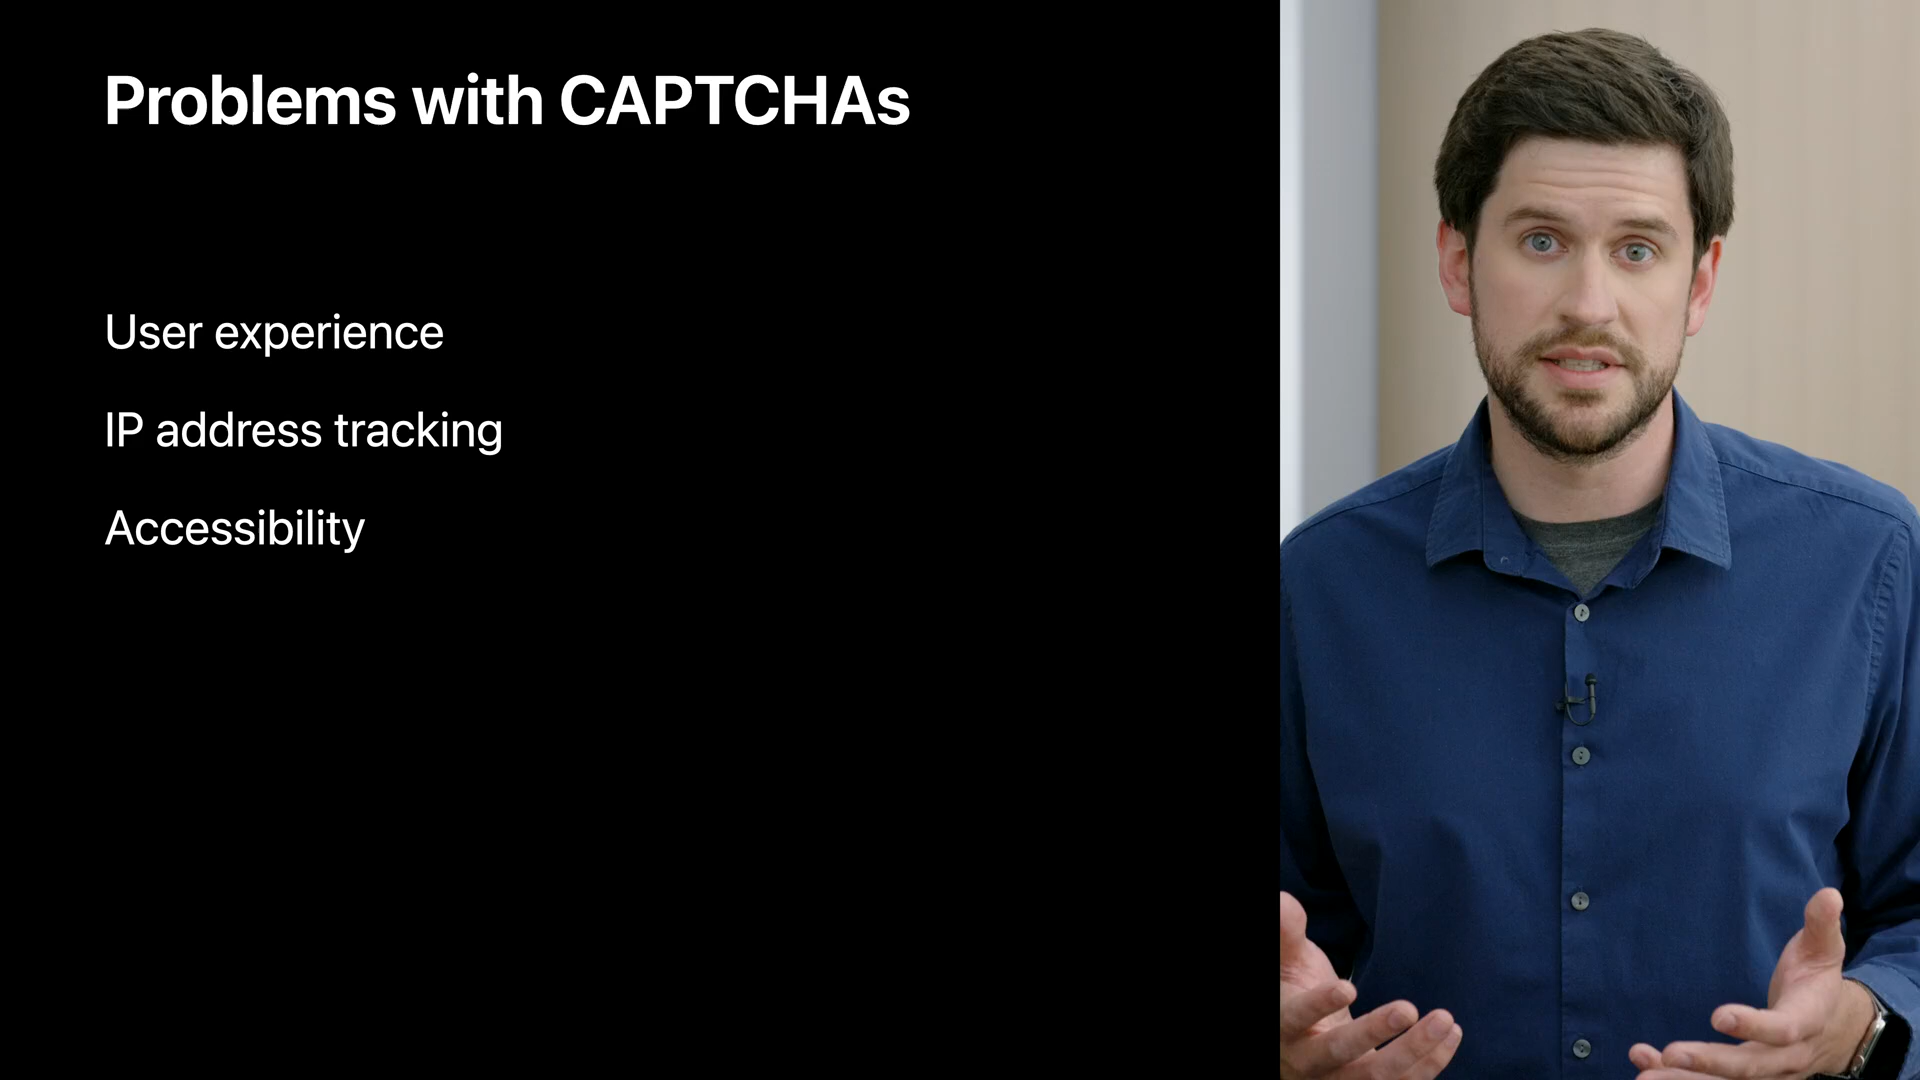 Problems with CAPTCHAs
User experience
IP address tracking
Accessibility